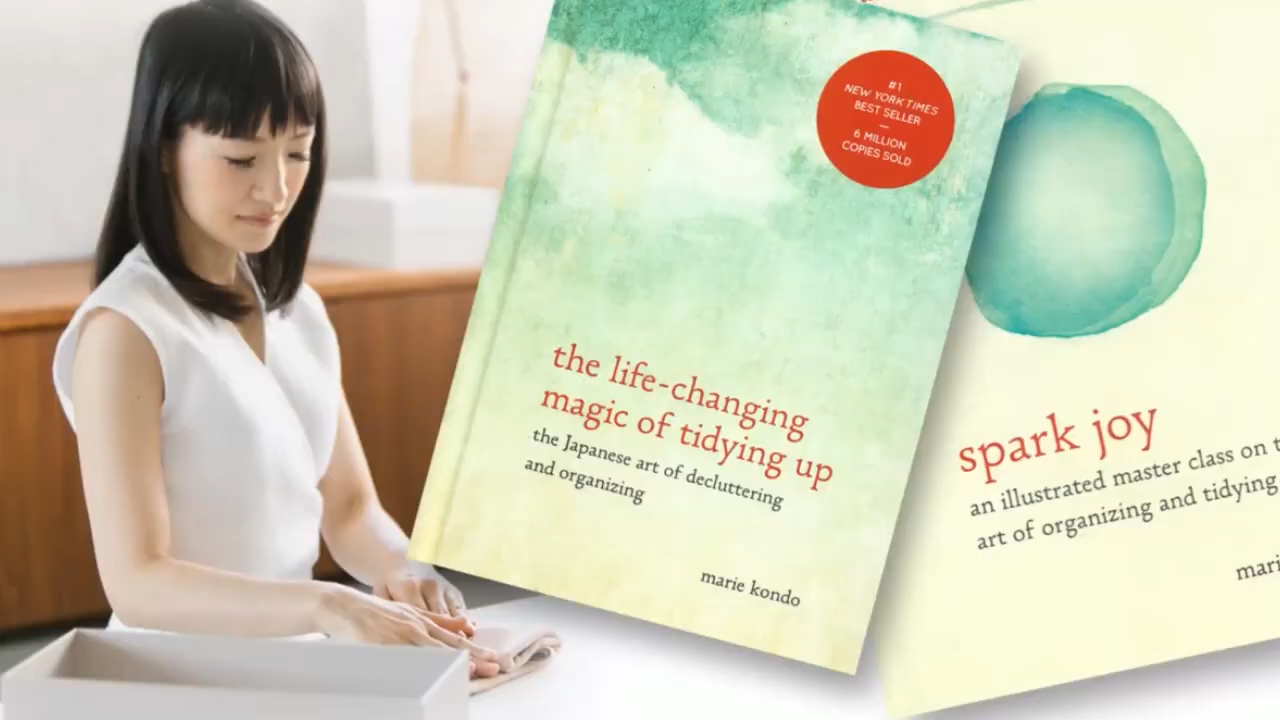 #1
NEW YORK TIMES
BEST SELLER
—
6 MILLION
COPIES SOLD
the life-changing
magic of tidying up
the Japanese art of decluttering
and organizing
marie kondo
spark joy
an illustrated master class on
art of organizing and tidying